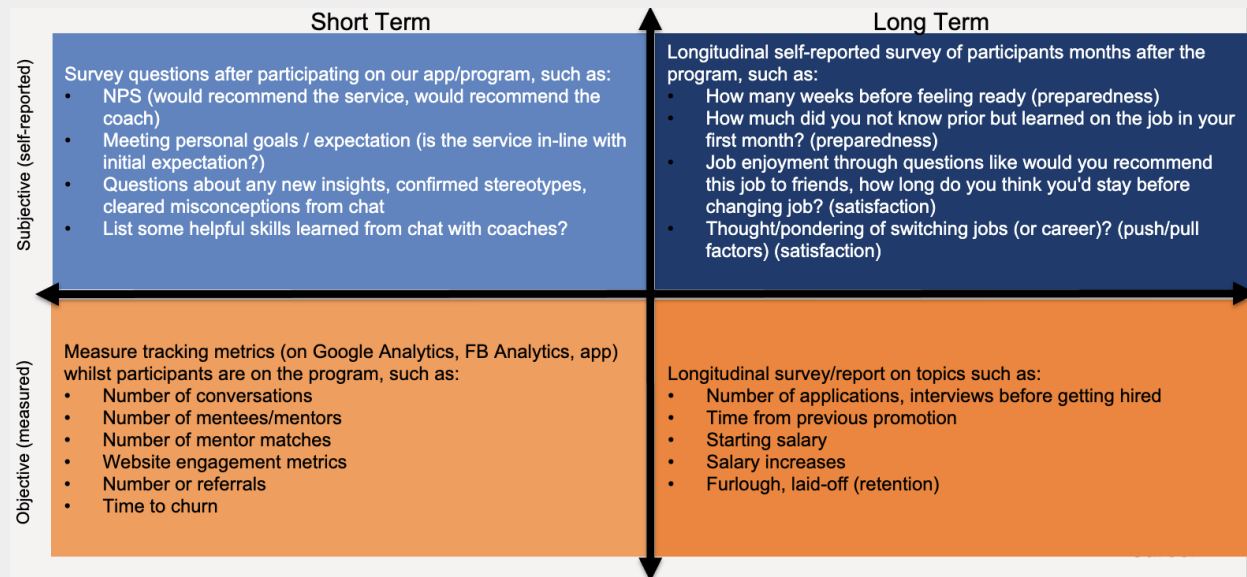 Short Term
Long Term
Subjective (self-reported)
Survey questions after participating on our app/program, such as:
• NPS (would recommend the service, would recommend the
coach)
• Meeting personal goals / expectation (is the service in-line with
initial expectation?)
• Questions about any new insights, confirmed stereotypes,
cleared misconceptions from chat
• List some helpful skills learned from chat with coaches?
Longitudinal self-reported survey of participants months after the
program, such as:
• How many weeks before feeling ready (preparedness)
• How much did you not know prior but learned on the job in your
first month? (preparedness)
• Job enjoyment through questions like would you recommend
this job to friends, how long do you think you'd stay before
changing job? (satisfaction)
• Thought/pondering of switching jobs (or career)? (push/pull
factors) (satisfaction)
Objective (measured)
Measure tracking metrics (on Google Analytics, FB Analytics, app)
whilst participants are on the program, such as:
• Number of conversations
• Number of mentees/mentors
• Number of mentor matches
• Website engagement metrics
• Number or referrals
• Time to churn
Longitudinal survey/report on topics such as:
• Number of applications, interviews before getting hired
• Time from previous promotion
• Starting salary
• Salary increases
• Furlough, laid-off (retention)